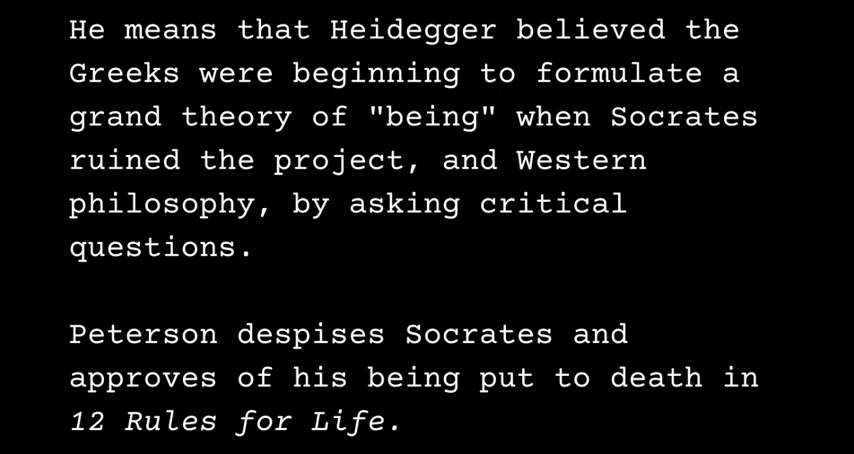 He means that Heidegger believed the
Greeks were beginning to formulate a
grand theory of "being" when Socrates
ruined the project, and Western
philosophy, by asking critical
questions.
Peterson despises Socrates and
approves of his being put to death in
12 Rules for Life.